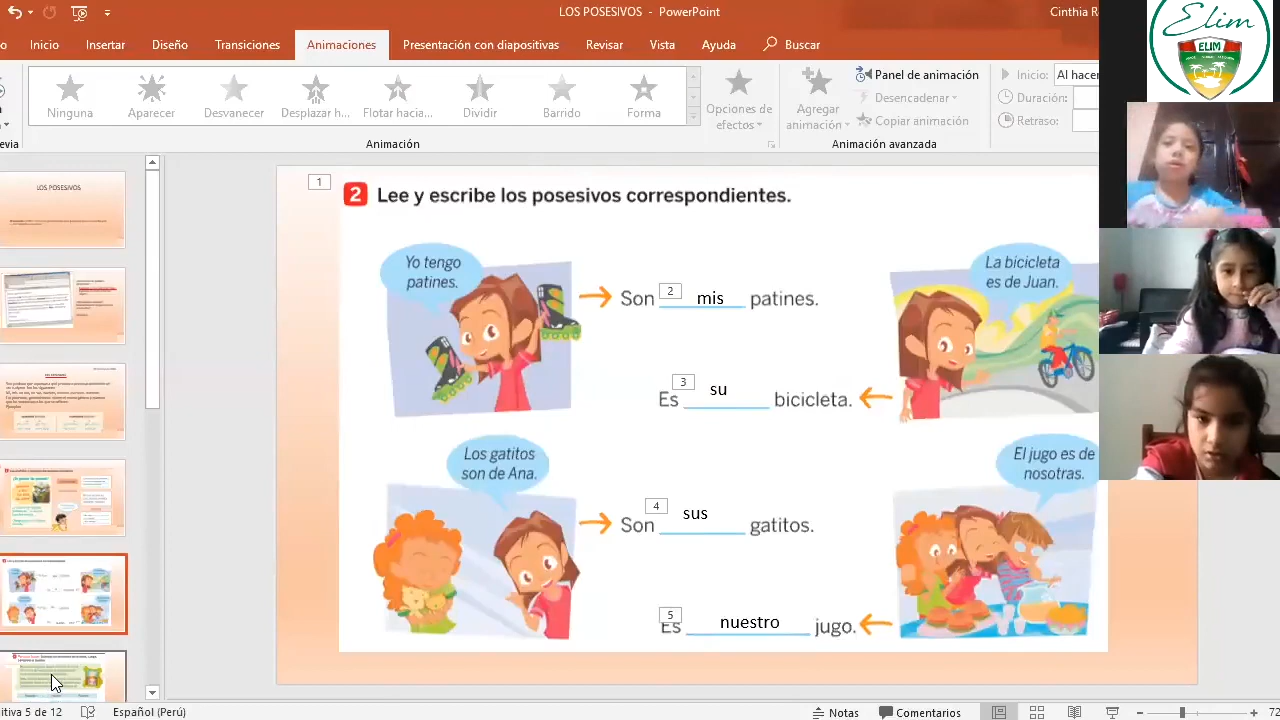 LOS POSESIVOS - PowerPoint
Cinthia R
Inicio
Insertar
Diseño
Transiciones
Animaciones
Presentación con diapositivas
Revisar
Vista
Ayuda
Buscar
Ninguna
Aparecer
Desvanecer
Desplazar h...
Flotar hacia...
Dividir
Barrido
Forma
Opciones de
efectos
Agregar
animación
Panel de animación
Desencadenar
Copiar animación
Inicio:
Al hacer
Duración:
Retraso:
Animación
Animación avanzada
Elim
ELIM
LOS POSESIVOS
1
2 Lee y escribe los posesivos correspondientes.
Yo tengo
patines.
2
Son mis patines.
La bicicleta
es de Juan.
3
Es su bicicleta.
Los gatitos
son de Ana.
4
Son sus gatitos.
El jugo es de
nosotras.
5
Es nuestro jugo.
itiva 5 de 12
Español (Perú)
Notas
Comentarios
72